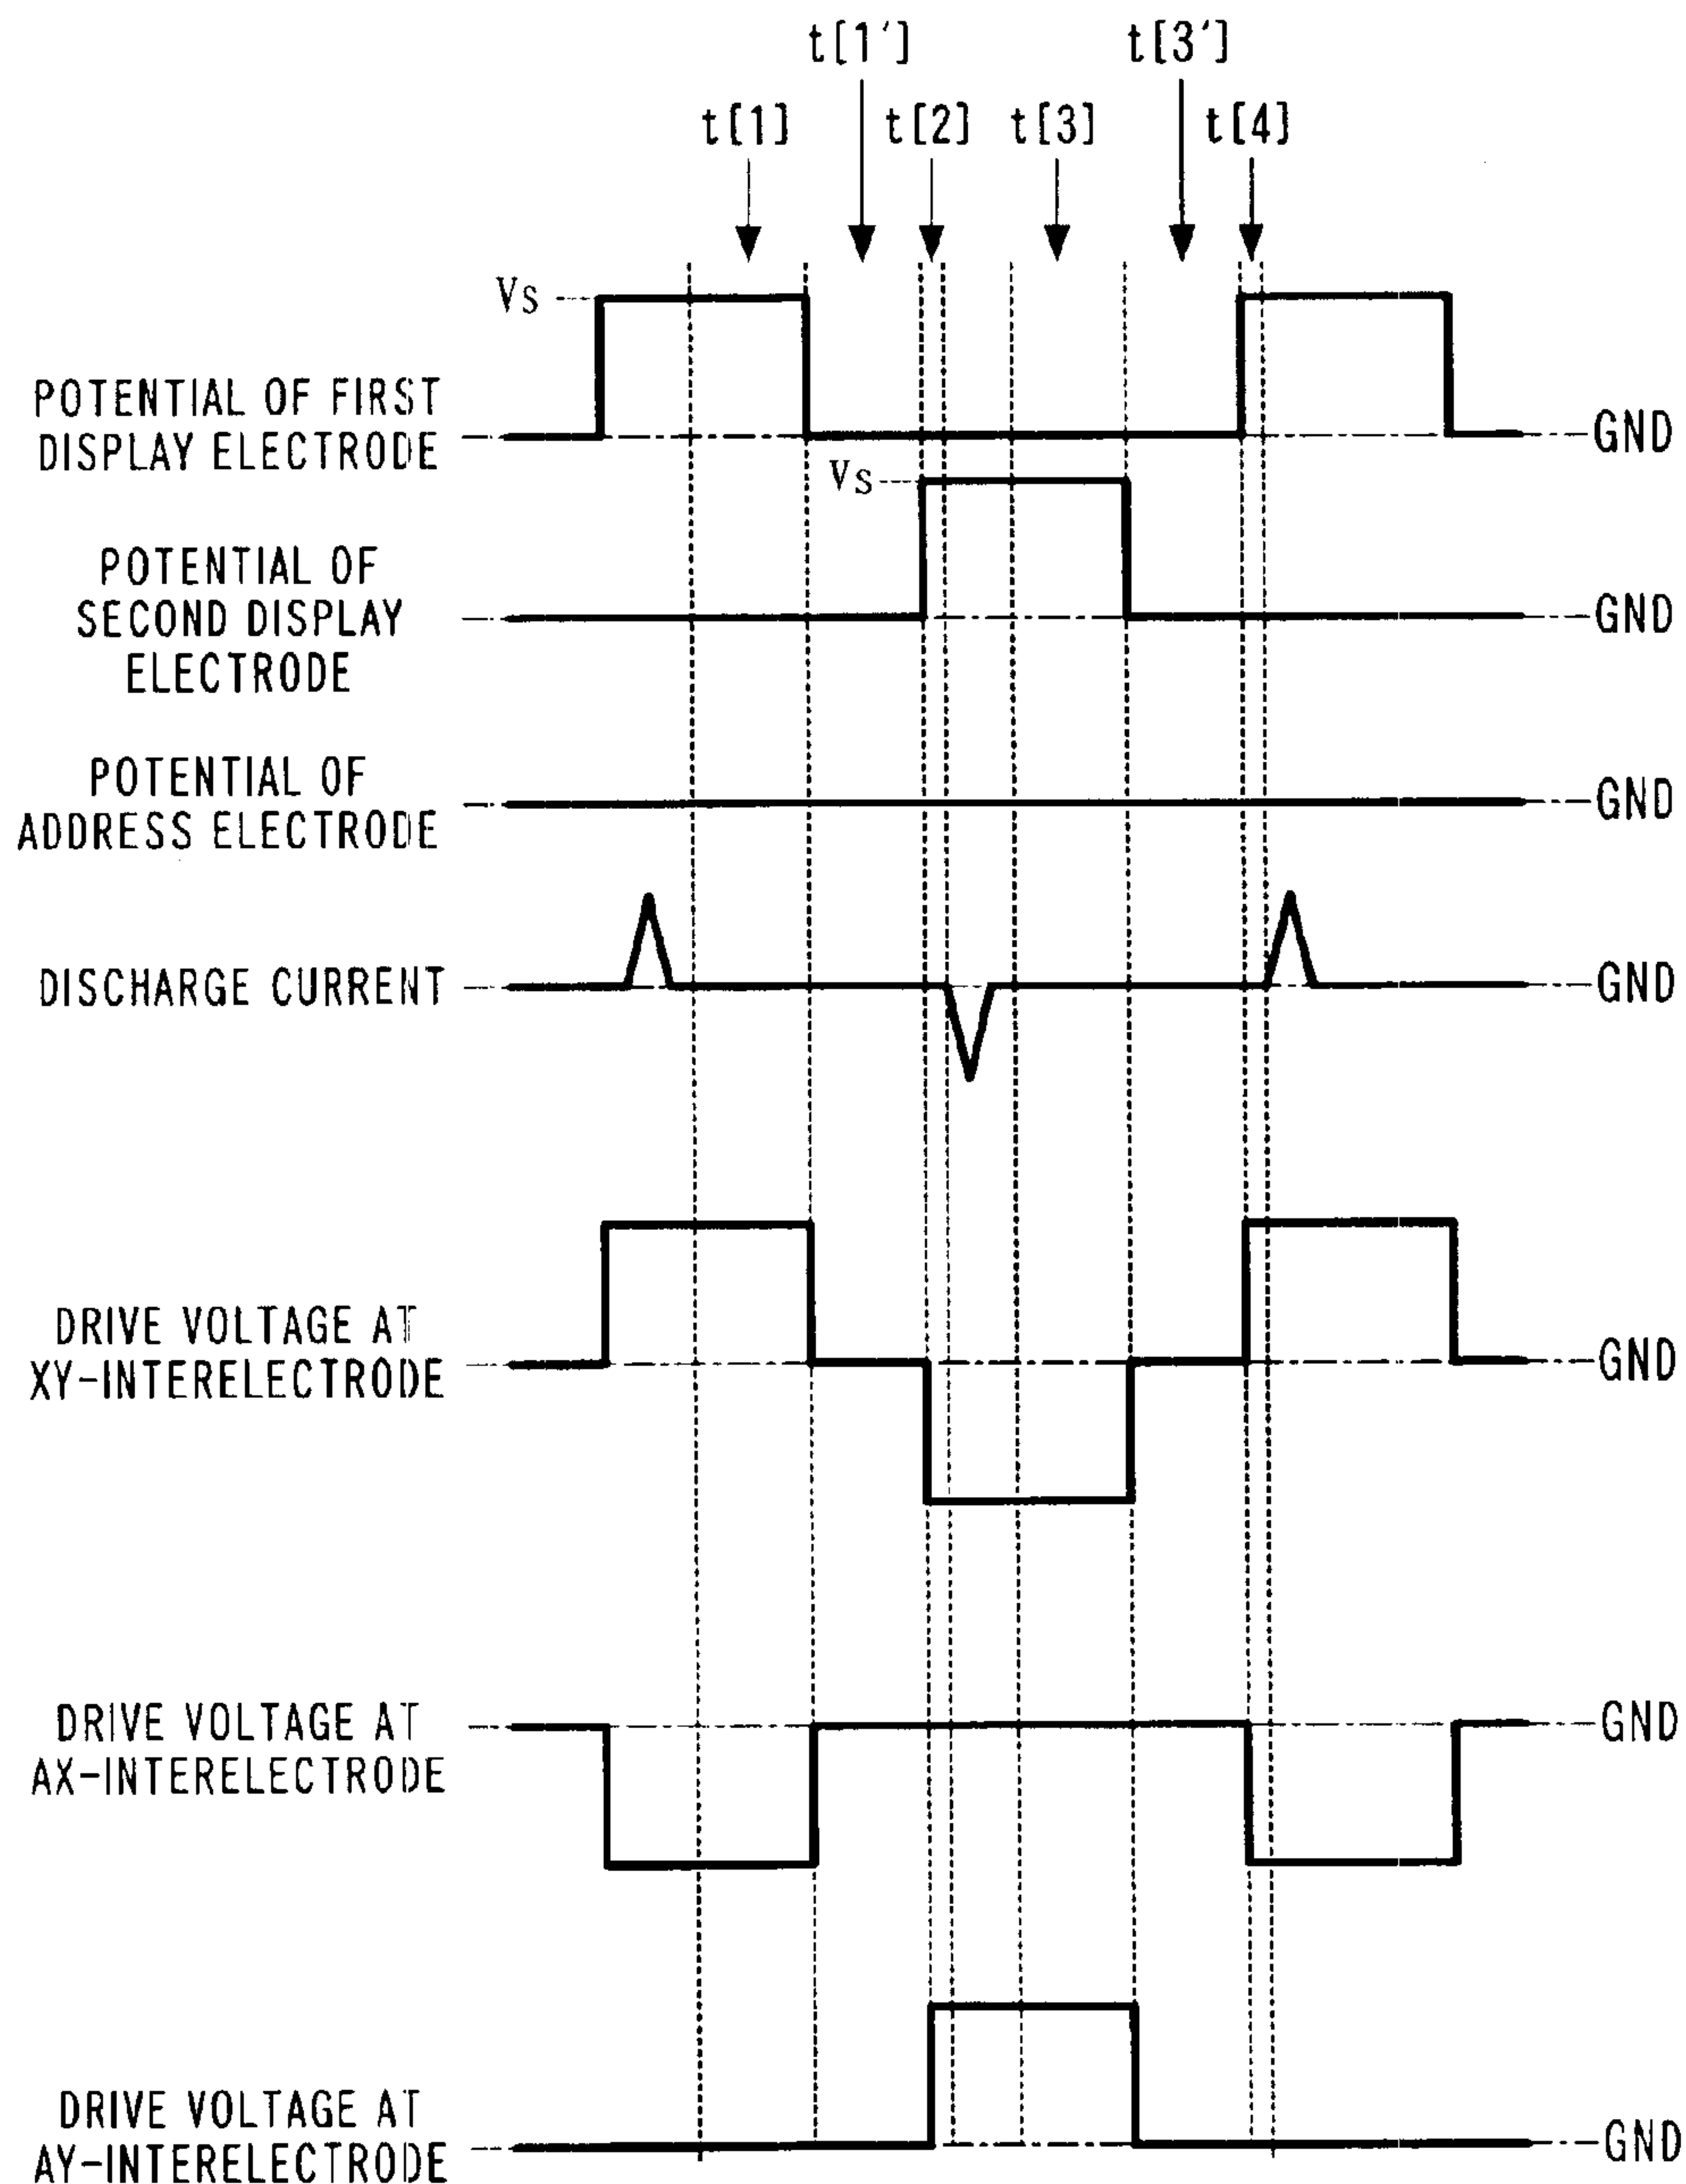 t[1'] t[3']
t[1] t[2] t[3] t[4]
Vs
POTENTIAL OF FIRST
DISPLAY ELECTRODE
GND
Vs
POTENTIAL OF
SECOND DISPLAY
ELECTRODE
GND
POTENTIAL OF
ADDRESS ELECTRODE
GND
DISCHARGE CURRENT
GND
DRIVE VOLTAGE AT
XY-INTERELECTRODE
GND
DRIVE VOLTAGE AT
AX-INTERELECTRODE
GND
DRIVE VOLTAGE AT
AY-INTERELECTRODE
GND